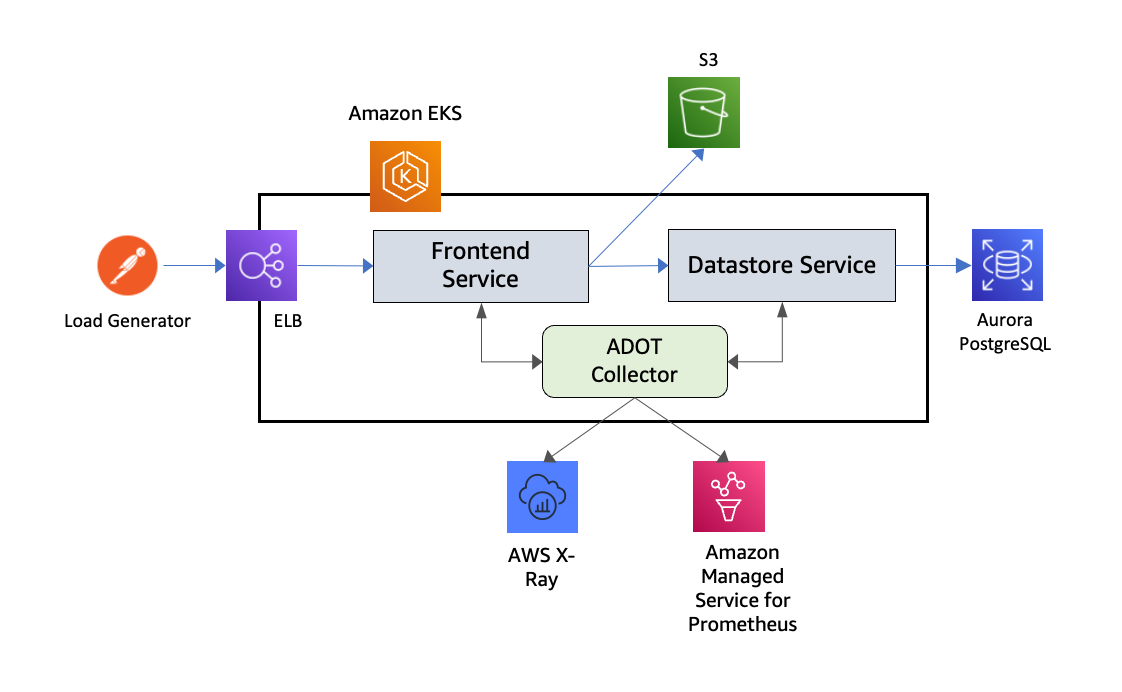 S3
Amazon EKS
K
Frontend
Service
Datastore Service
Load Generator
ELB
Aurora
PostgreSQL
ADOT
Collector
AWS X-
Ray
Amazon
Managed
Service for
Prometheus